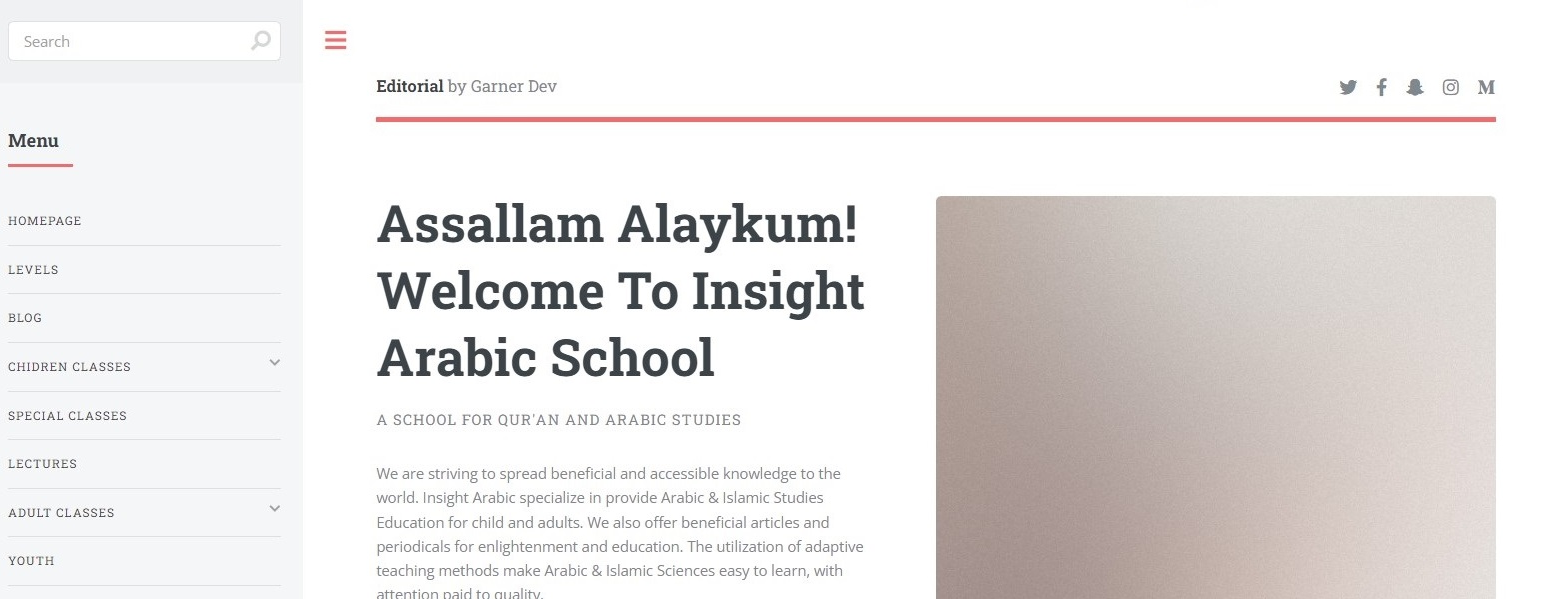 Search
Menu
HOMEPAGE
LEVELS
BLOG
CHIDREN CLASSES
SPECIAL CLASSES
LECTURES
ADULT CLASSES
YOUTH
Editorial by Garner Dev
Assallam Alaykum!
Welcome To Insight
Arabic School
A SCHOOL FOR QUR'AN AND ARABIC STUDIES
We are striving to spread beneficial and accessible knowledge to the
world. Insight Arabic specialize in provide Arabic & Islamic Studies
Education for child and adults. We also offer beneficial articles and
periodicals for enlightenment and education. The utilization of adaptive
teaching methods make Arabic & Islamic Sciences easy to learn, with
attention paid to quality.